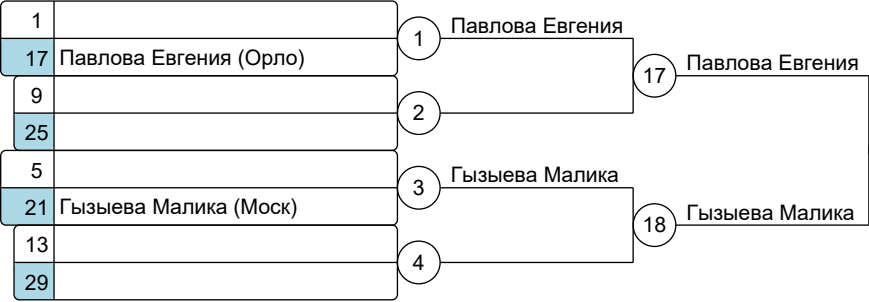 1
17 Павлова Евгения (Орло)
1 Павлова Евгения
9
25
2
17 Павлова Евгения
5
21 Гызыева Малика (Моск)
3 Гызыева Малика
13
29
4
18 Гызыева Малика